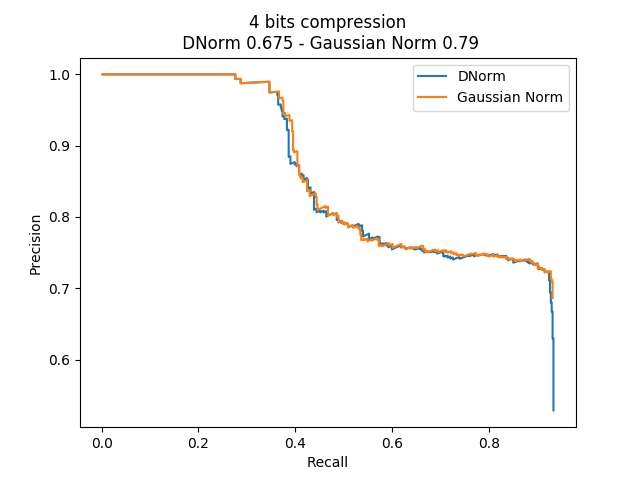 4 bits compression
DNorm 0.675 - Gaussian Norm 0.79
DNorm
Gaussian Norm
1.0
0.9
0.8
0.7
0.6
Precision
0.0 0.2 0.4 0.6 0.8
Recall